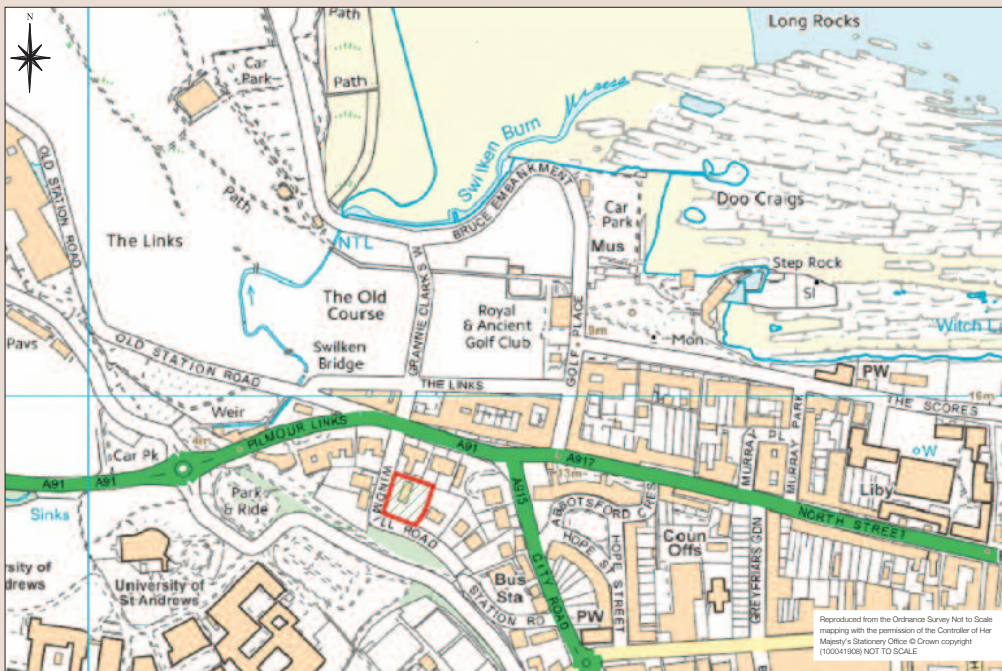 N
Path
Long Rocks
Car
Park
Path
Swilken Burn
OLD STATION ROAD
Path
BRUCE EMBANKMENT
Car
Park
Doo Craigs
The Links
NTL
Mus
Step Rock
Sl
The Old
Course
GRANNIE CLARK'S W
Royal
& Ancient
Golf Club
GOLF PLACE
9m
Mon
Witch L
Pavs
OLD STATION ROAD
Swilken
Bridge
THE LINKS
PW
THE SCORES
16m
Weir
4m
PILMOUR LINKS
Car Pk
A91
A91
A91
A917
13m
MURRAY PL
MURRAY PARK
W
Liby
Sinks
Park
& Ride
MONIM
YLL ROAD
A915
CITY ROAD
ABBOTSFORD CRES
HOPE ST
HOPE STREET
Coun
Offs
GREYFRIARS GDN
NORTH STREET
rsity of
drews
University of
St Andrews
STATION RD
Bus
Sta
PW
Reproduced from the Ordnance Survey Not to Scale
mapping with the permission of the Controller of Her
Majesty's Stationery Office © Crown copyright
(100041908) NOT TO SCALE